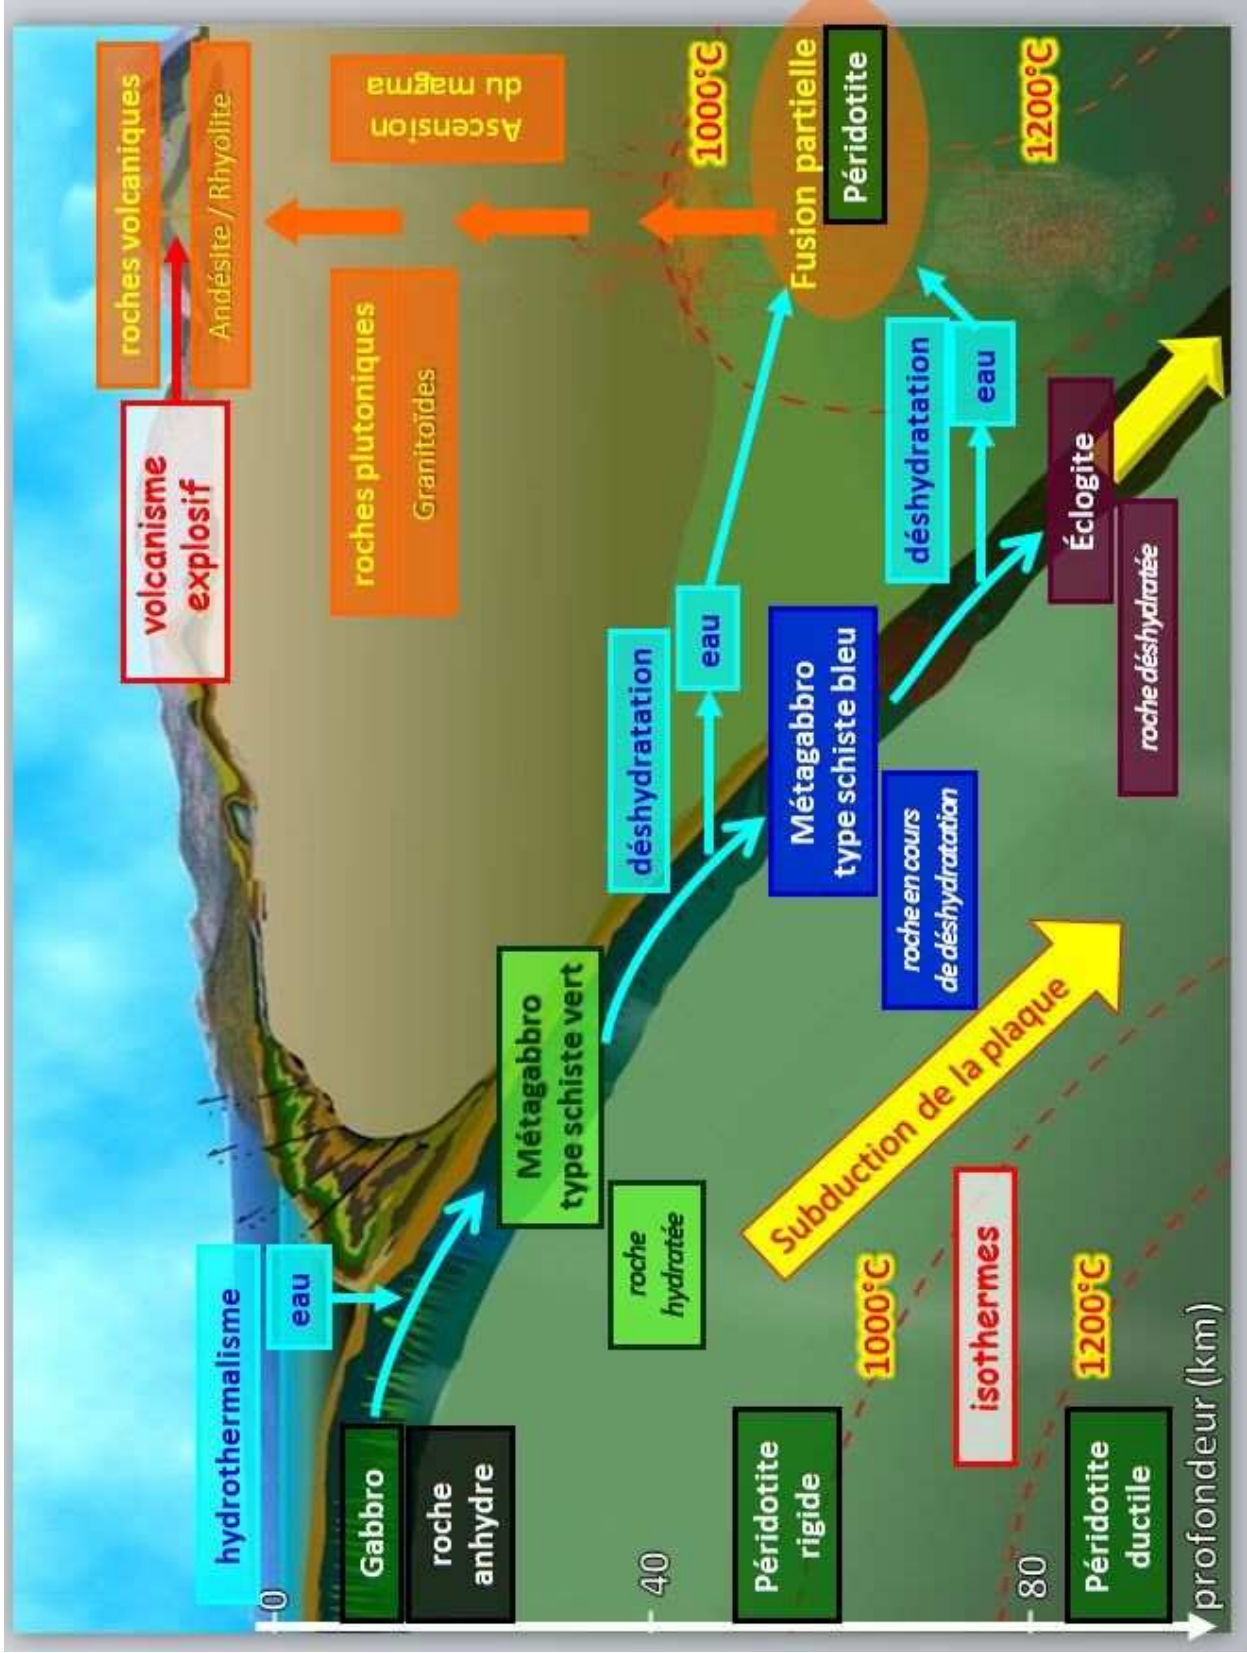 hydrothermalisme
eau
volcanisme
explosif
roches volcaniques
Andésite / Rhyolite
0
Gabbro
roche
anhydre
roches plutoniques
Granitoïdes
Ascension
du magma
Métagabbro
type schiste vert
roche
hydratée
40
déshydratation
eau
1000°C
Métagabbro
type schiste bleu
roche en cours
de déshydratation
Fusion partielle
Péridotite
Péridotite
rigide
1000°C
Subduction de la plaque
déshydratation
eau
isothermes
80
1200°C
Éclogite
roche déshydratée
Péridotite
ductile
1200°C
profondeur (km)